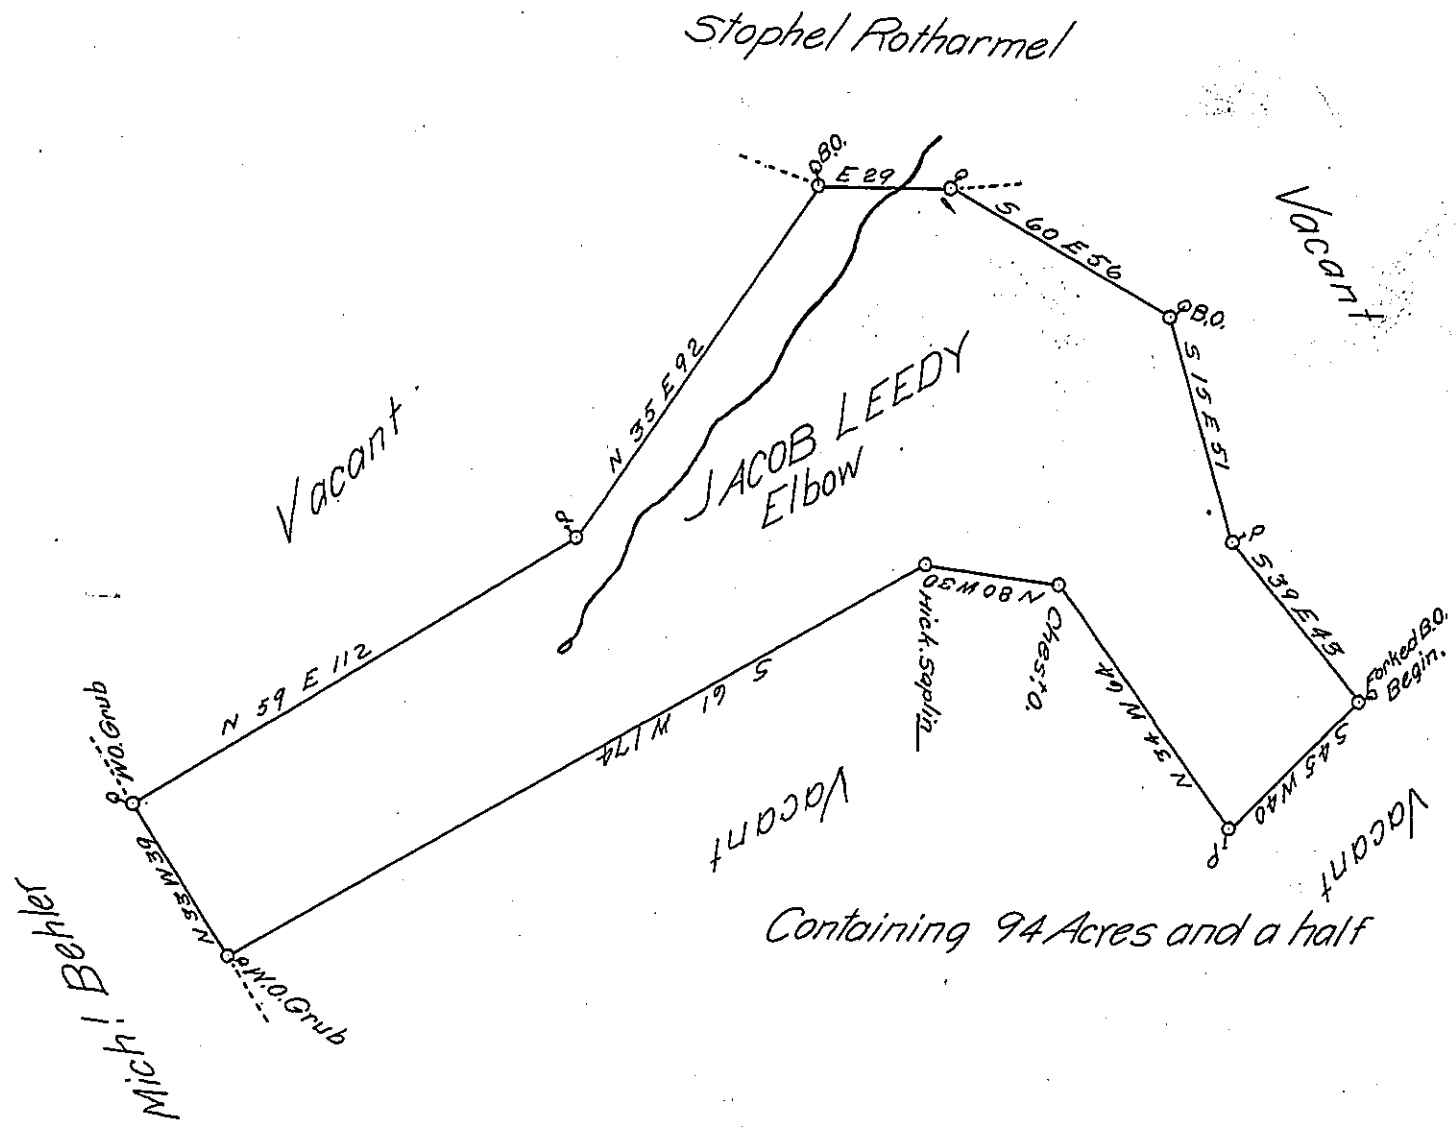 Stophel Rotharmel
B.O.
E 29
S 60 E 56
Vacant
B.O.
N 35 E 92
S 15 E 51
JACOB LEEDY
Elbow
Vacant
P
S 39 E 43
N 80 W 30
Hick. Saplin
Chest. O.
Forked B.O.
Begin.
N 59 E 112
S 61 W 174
N 34 W 64
S 45 W 40
W.O. Grub
Vacant
P
Vacant
N 33 W 39
Mich! Behler
W.O. Grub
Containing 94 Acres and a half